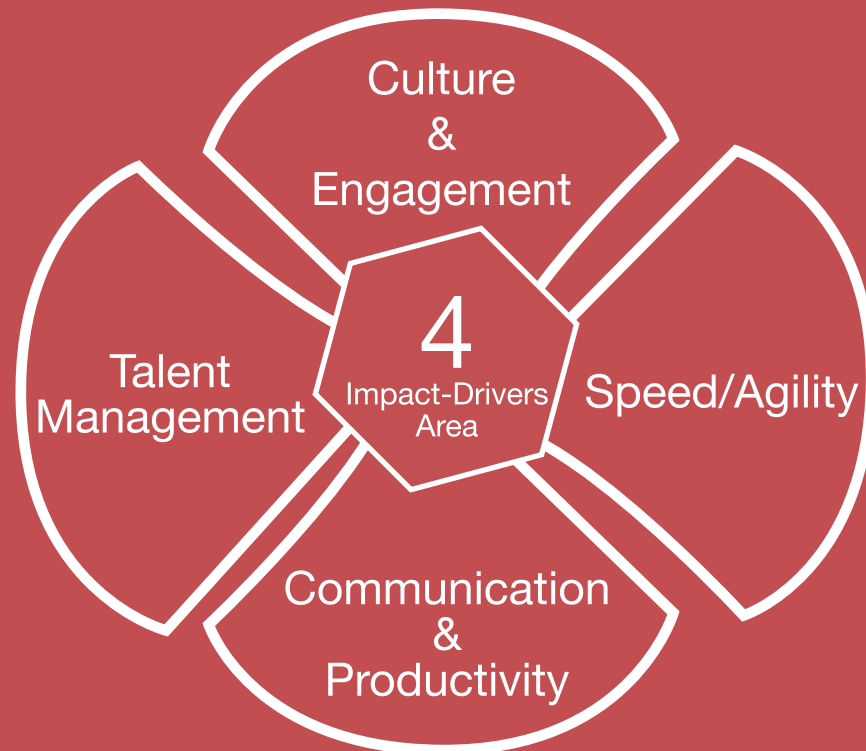 Culture
&
Engagement
4
Impact-Drivers
Area
Talent
Management
Speed/Agility
Communication
&
Productivity